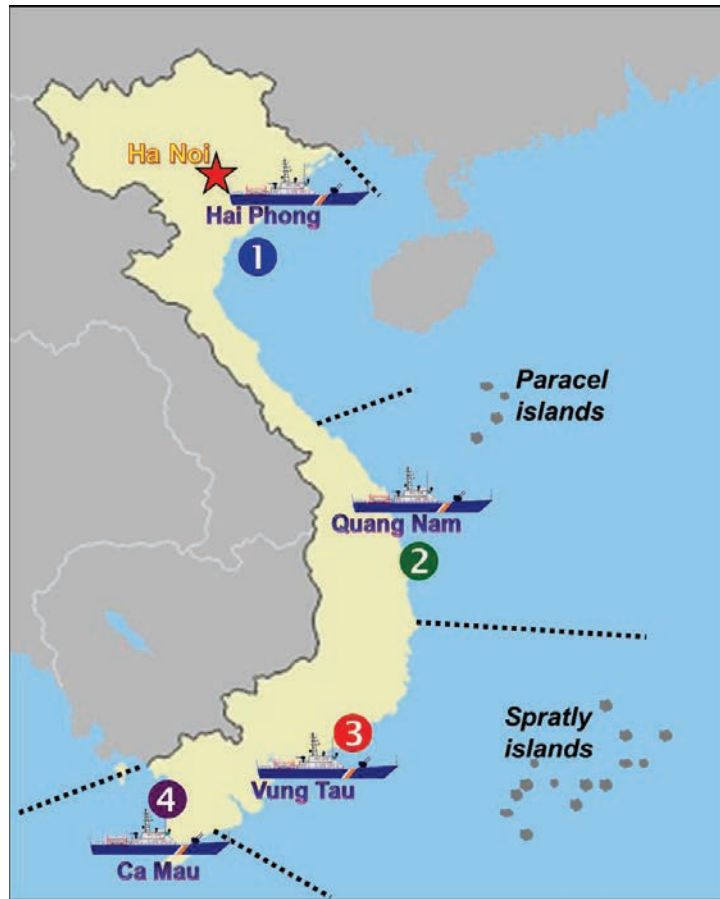 Ha Noi
Hai Phong
1
Paracel
islands
Quang Nam
2
Spratly
islands
3
Vung Tau
4
Ca Mau